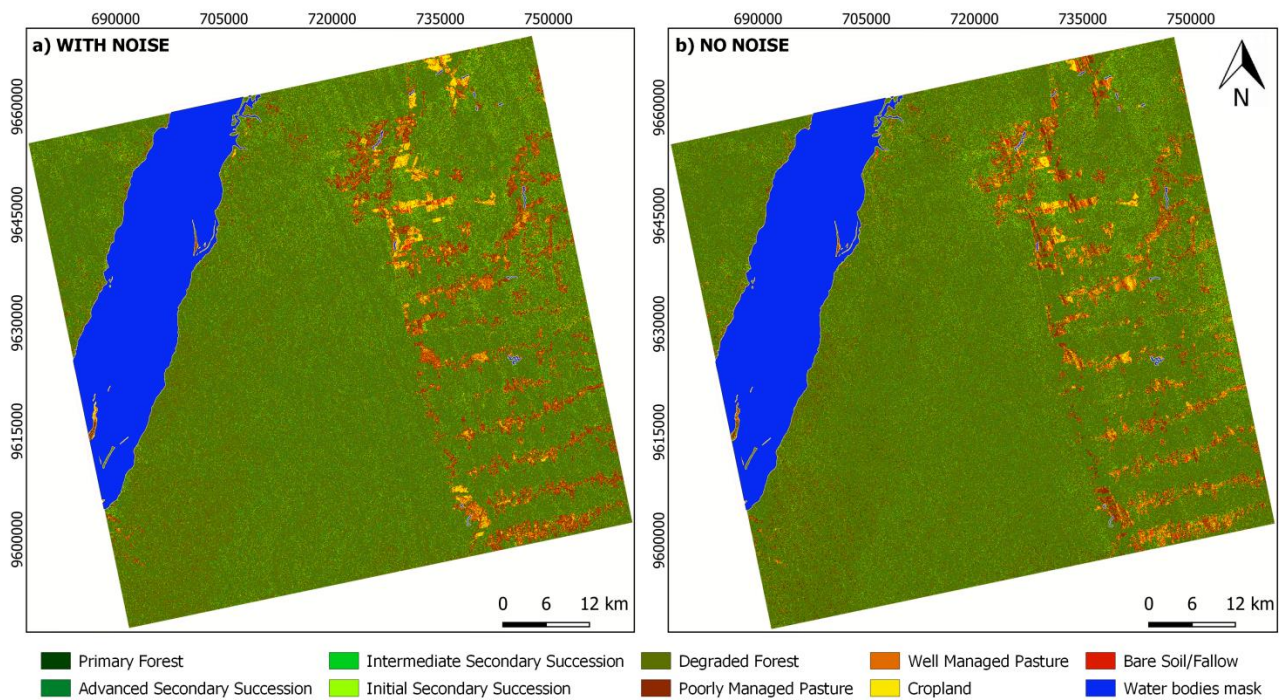 690000 705000 720000 735000 750000
690000 705000 720000 735000 750000
a) WITH NOISE
b) NO NOISE
N
9660000
9645000
9630000
9615000
9600000
9660000
9645000
9630000
9615000
9600000
0 6 12 km
0 6 12 km
Primary Forest
Intermediate Secondary Succession
Degraded Forest
Well Managed Pasture
Bare Soil/Fallow
Advanced Secondary Succession
Initial Secondary Succession
Poorly Managed Pasture
Cropland
Water bodies mask